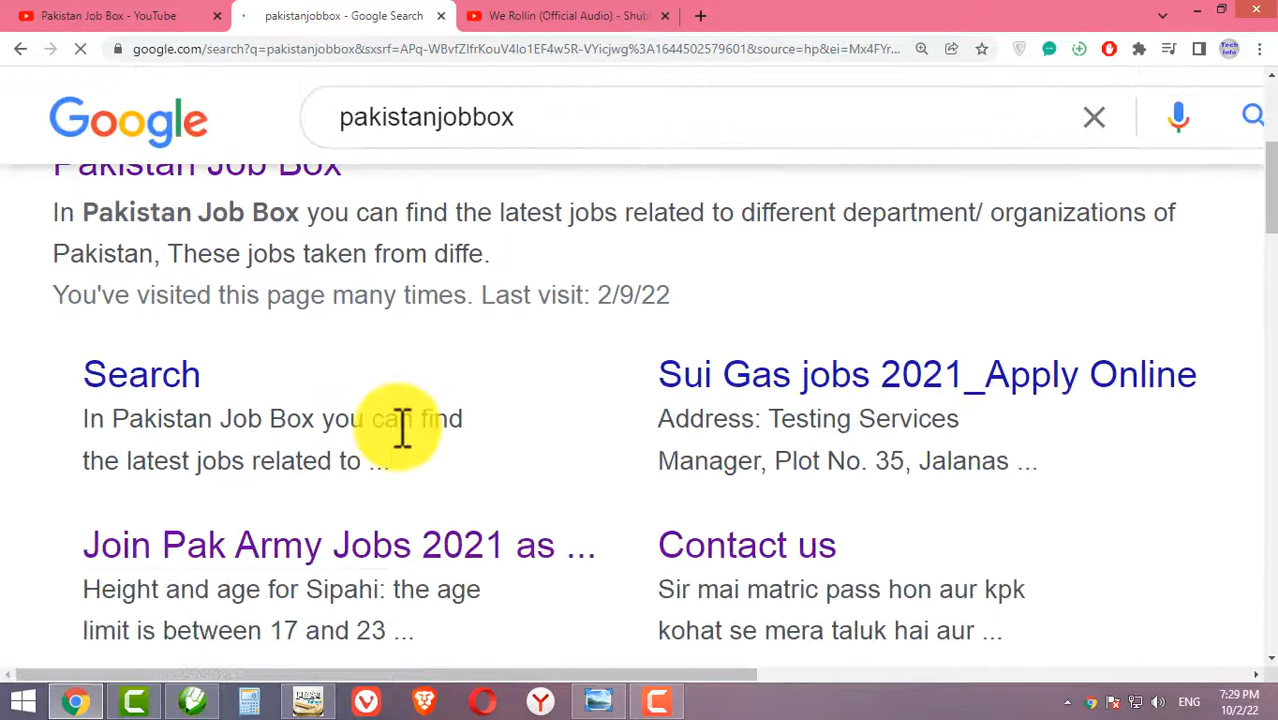 Pakistan Job Box - YouTube
pakistanjobbox - Google Search
We Rollin (Official Audio) - Shubh
google.com/search?q=pakistanjobbox&sxsrf=APq-WBvfZlfrKouV4lo1EF4w5R-VYicjwg%3A1644502579601&source=hp&ei=Mx4FYr...
Tech Info
Google
pakistanjobbox
Pakistan Job Box
In Pakistan Job Box you can find the latest jobs related to different department/ organizations of
Pakistan, These jobs taken from diffe.
You've visited this page many times. Last visit: 2/9/22
Search
In Pakistan Job Box you can find
the latest jobs related to ...
Sui Gas jobs 2021_Apply Online
Address: Testing Services
Manager, Plot No. 35, Jalanas ...
Join Pak Army Jobs 2021 as ...
Height and age for Sipahi: the age
limit is between 17 and 23 ...
Contact us
Sir mai matric pass hon aur kpk
kohat se mera taluk hai aur ...
ENG
7:29 PM
10/2/22